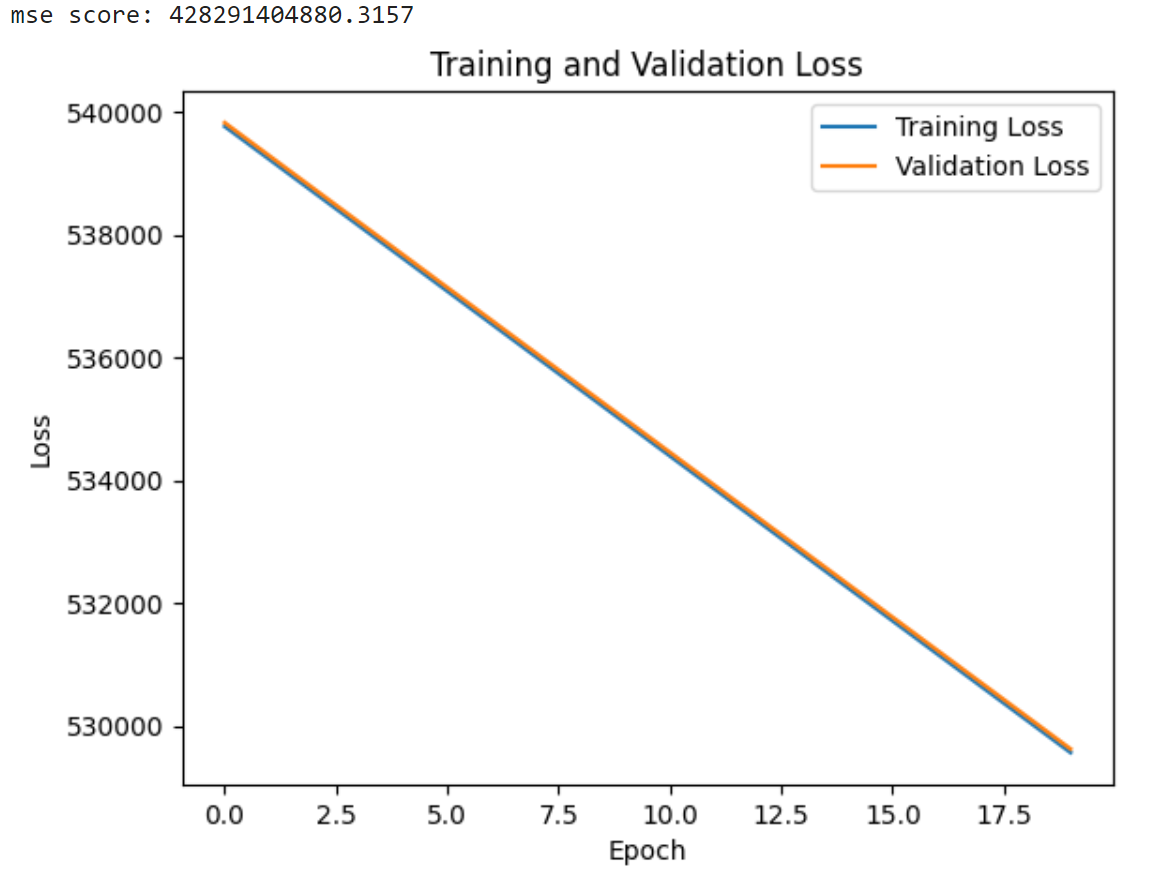 mse score: 428291404880.3157
Training and Validation Loss
540000
538000
536000
534000
532000
530000
Loss
Training Loss
Validation Loss
0.0 2.5 5.0 7.5 10.0 12.5 15.0 17.5
Epoch